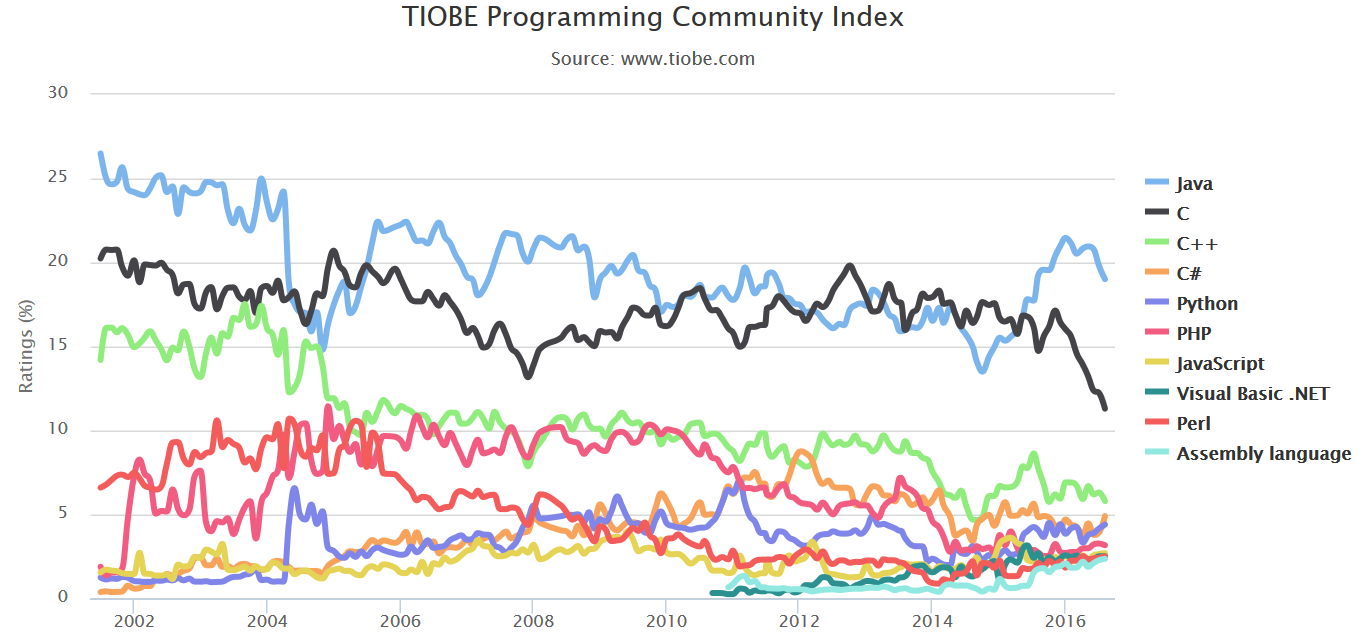 TIOBE Programming Community Index
Source: www.tiobe.com
Ratings (%)
30
25
20
15
10
5
0
2002 2004 2006 2008 2010 2012 2014 2016
Java
C
C++
C#
Python
PHP
JavaScript
Visual Basic .NET
Perl
Assembly language